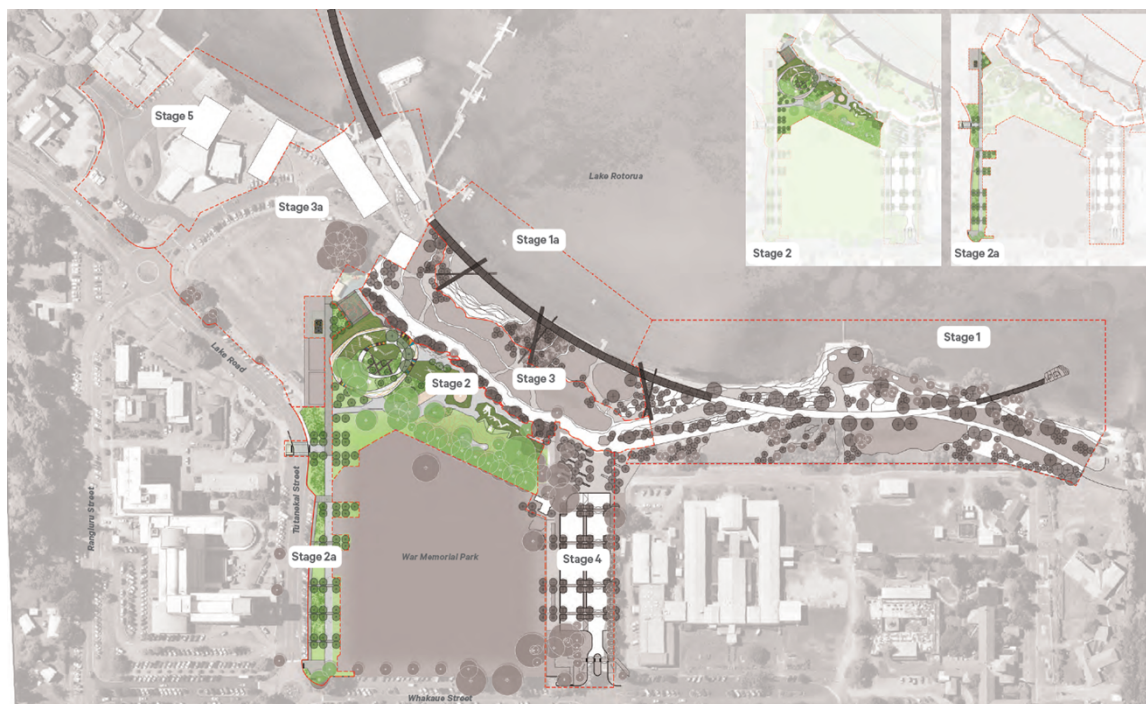 Stage 5
Stage 3a
Lake Rotorua
Stage 1a
Stage 2
Stage 2a
Stage 1
Lake Road
Stage 2
Stage 3
Rangiuru Street
Tutanekai Street
Stage 2a
War Memorial Park
Stage 4
Whakaue Street